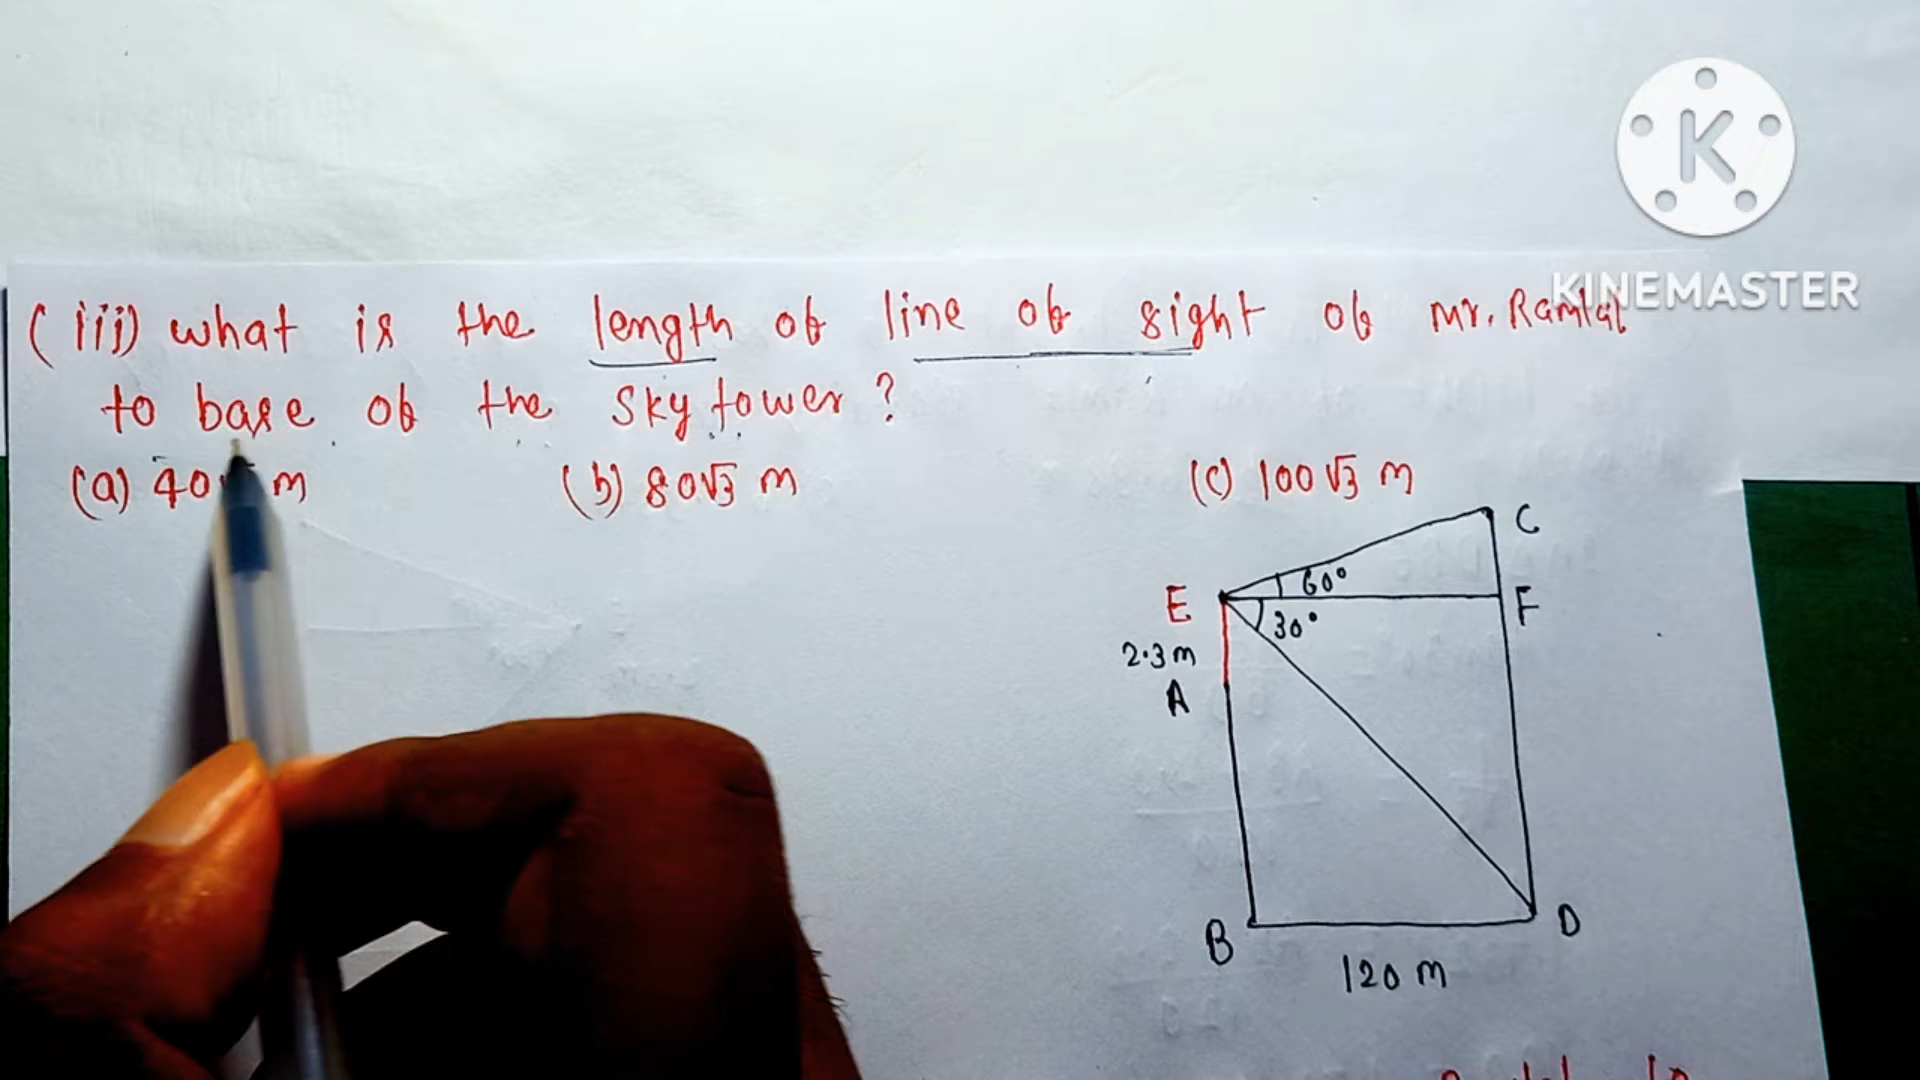 K
KINEMASTER
(iii) what is the length of line of sight of Mr. Ramlal
to base of the sky tower ?
(a) 40 m (b) 80√3 m (c) 100√3 m
C
60°
E F
30°
2.3 m
A
B D
120 m